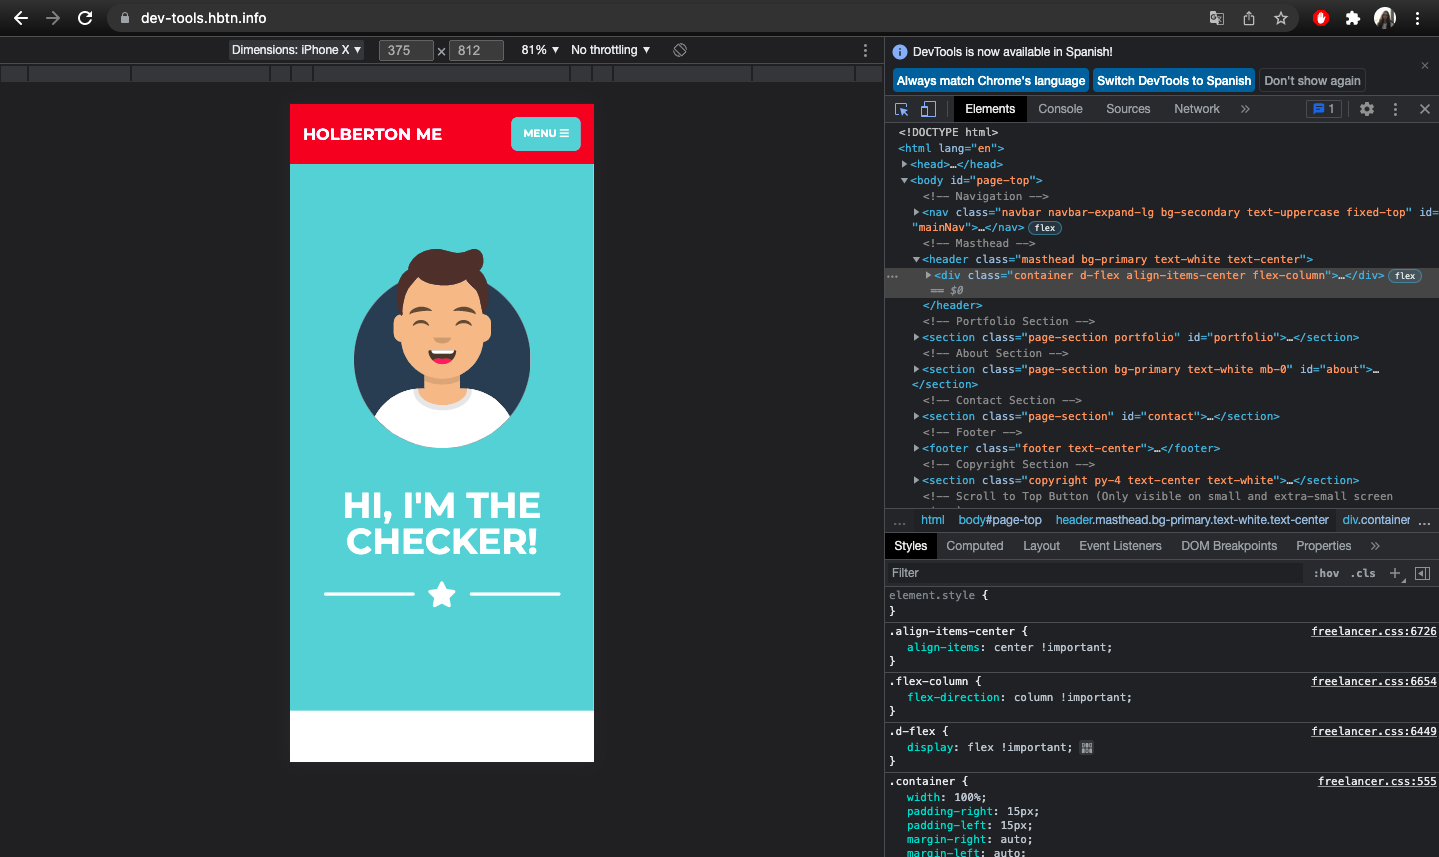 dev-tools.hbtn.info
Dimensions: iPhone X ▼ 375 × 812 81% ▼ No throttling ▼
HOLBERTON ME
MENU
HI, I'M THE
CHECKER!
DevTools is now available in Spanish!
Always match Chrome's language Switch DevTools to Spanish Don't show again
Elements Console Sources Network » 1
<!DOCTYPE html>
<html lang="en">
<head>…</head>
<body id="page-top">
<!-- Navigation -->
<nav class="navbar navbar-expand-lg bg-secondary text-uppercase fixed-top" id=
"mainNav">…</nav> flex
<!-- Masthead -->
<header class="masthead bg-primary text-white text-center">
… <div class="container d-flex align-items-center flex-column">…</div> flex
== $0
</header>
<!-- Portfolio Section -->
<section class="page-section portfolio" id="portfolio">…</section>
<!-- About Section -->
<section class="page-section bg-primary text-white mb-0" id="about">…
</section>
<!-- Contact Section -->
<section class="page-section" id="contact">…</section>
<!-- Footer -->
<footer class="footer text-center">…</footer>
<!-- Copyright Section -->
<section class="copyright py-4 text-center text-white">…</section>
<!-- Scroll to Top Button (Only visible on small and extra-small screen
… html body#page-top header.masthead.bg-primary.text-white.text-center div.container …
Styles Computed Layout Event Listeners DOM Breakpoints Properties »
Filter :hov .cls +
element.style {
}
.align-items-center { freelancer.css:6726
align-items: center !important;
}
.flex-column { freelancer.css:6654
flex-direction: column !important;
}
.d-flex { freelancer.css:6449
display: flex !important;
}
.container { freelancer.css:555
width: 100%;
padding-right: 15px;
padding-left: 15px;
margin-right: auto;
margin-left: auto;